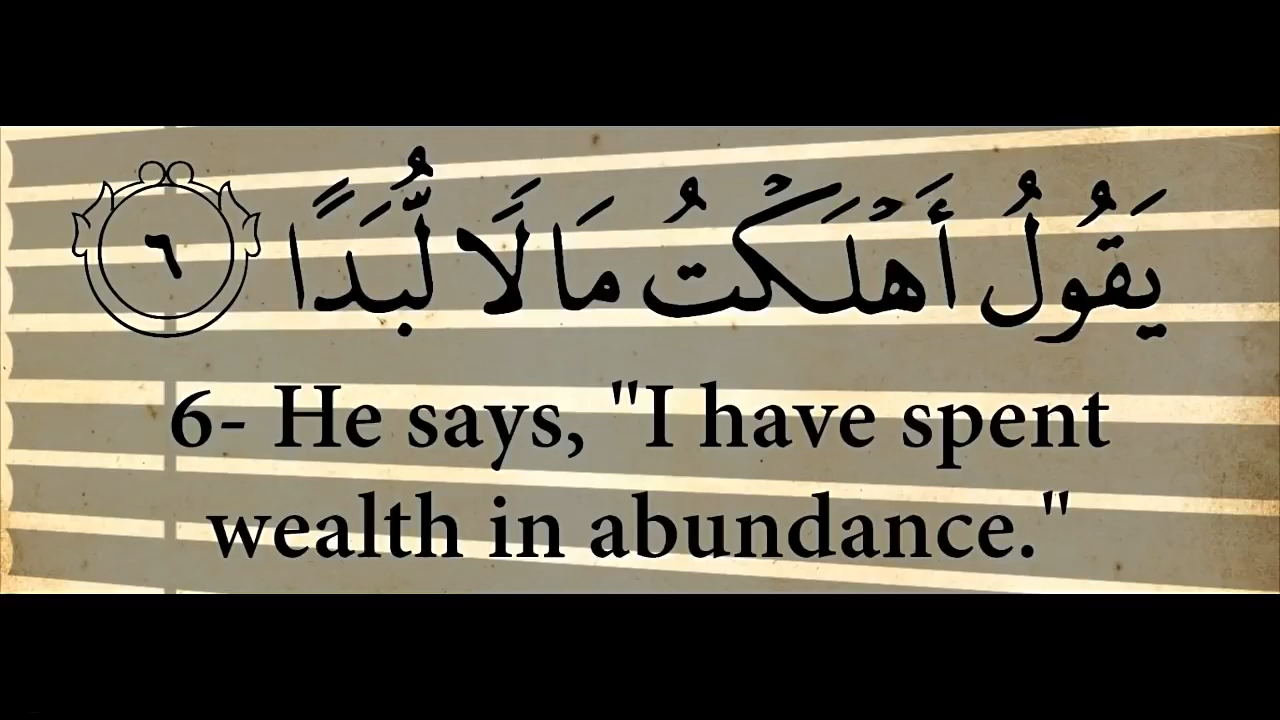 يَقُولُ أَهْلَكْتُ مَالًا لُّبَدًا ٦
6- He says, "I have spent
wealth in abundance."